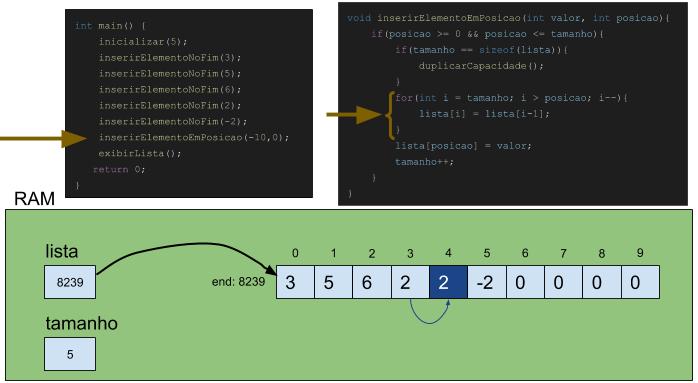 int main() {
inicializar(5);
inserirElementoNoFim(3);
inserirElementoNoFim(5);
inserirElementoNoFim(6);
inserirElementoNoFim(2);
inserirElementoNoFim(-2);
inserirElementoEmPosicao(-10,0);
exibirLista();
return 0;
}
void inserirElementoEmPosicao(int valor, int posicao){
if(posicao >= 0 && posicao <= tamanho){
if(tamanho == sizeof(lista)){
duplicarCapacidade();
}
for(int i = tamanho; i > posicao; i--){
lista[i] = lista[i-1];
}
lista[posicao] = valor;
tamanho++;
}
}
RAM
lista
8239
end: 8239
0 1 2 3 4 5 6 7 8 9
3 5 6 2 2 -2 0 0 0 0
tamanho
5